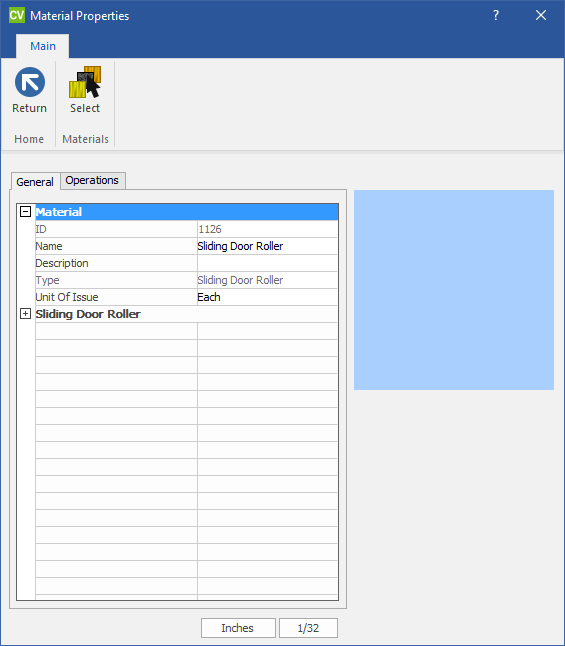 CV Material Properties ?
Main
Return Select
Home Materials
General Operations
Material
ID 1126
Name Sliding Door Roller
Description
Type Sliding Door Roller
Unit Of Issue Each
Sliding Door Roller
Inches 1/32